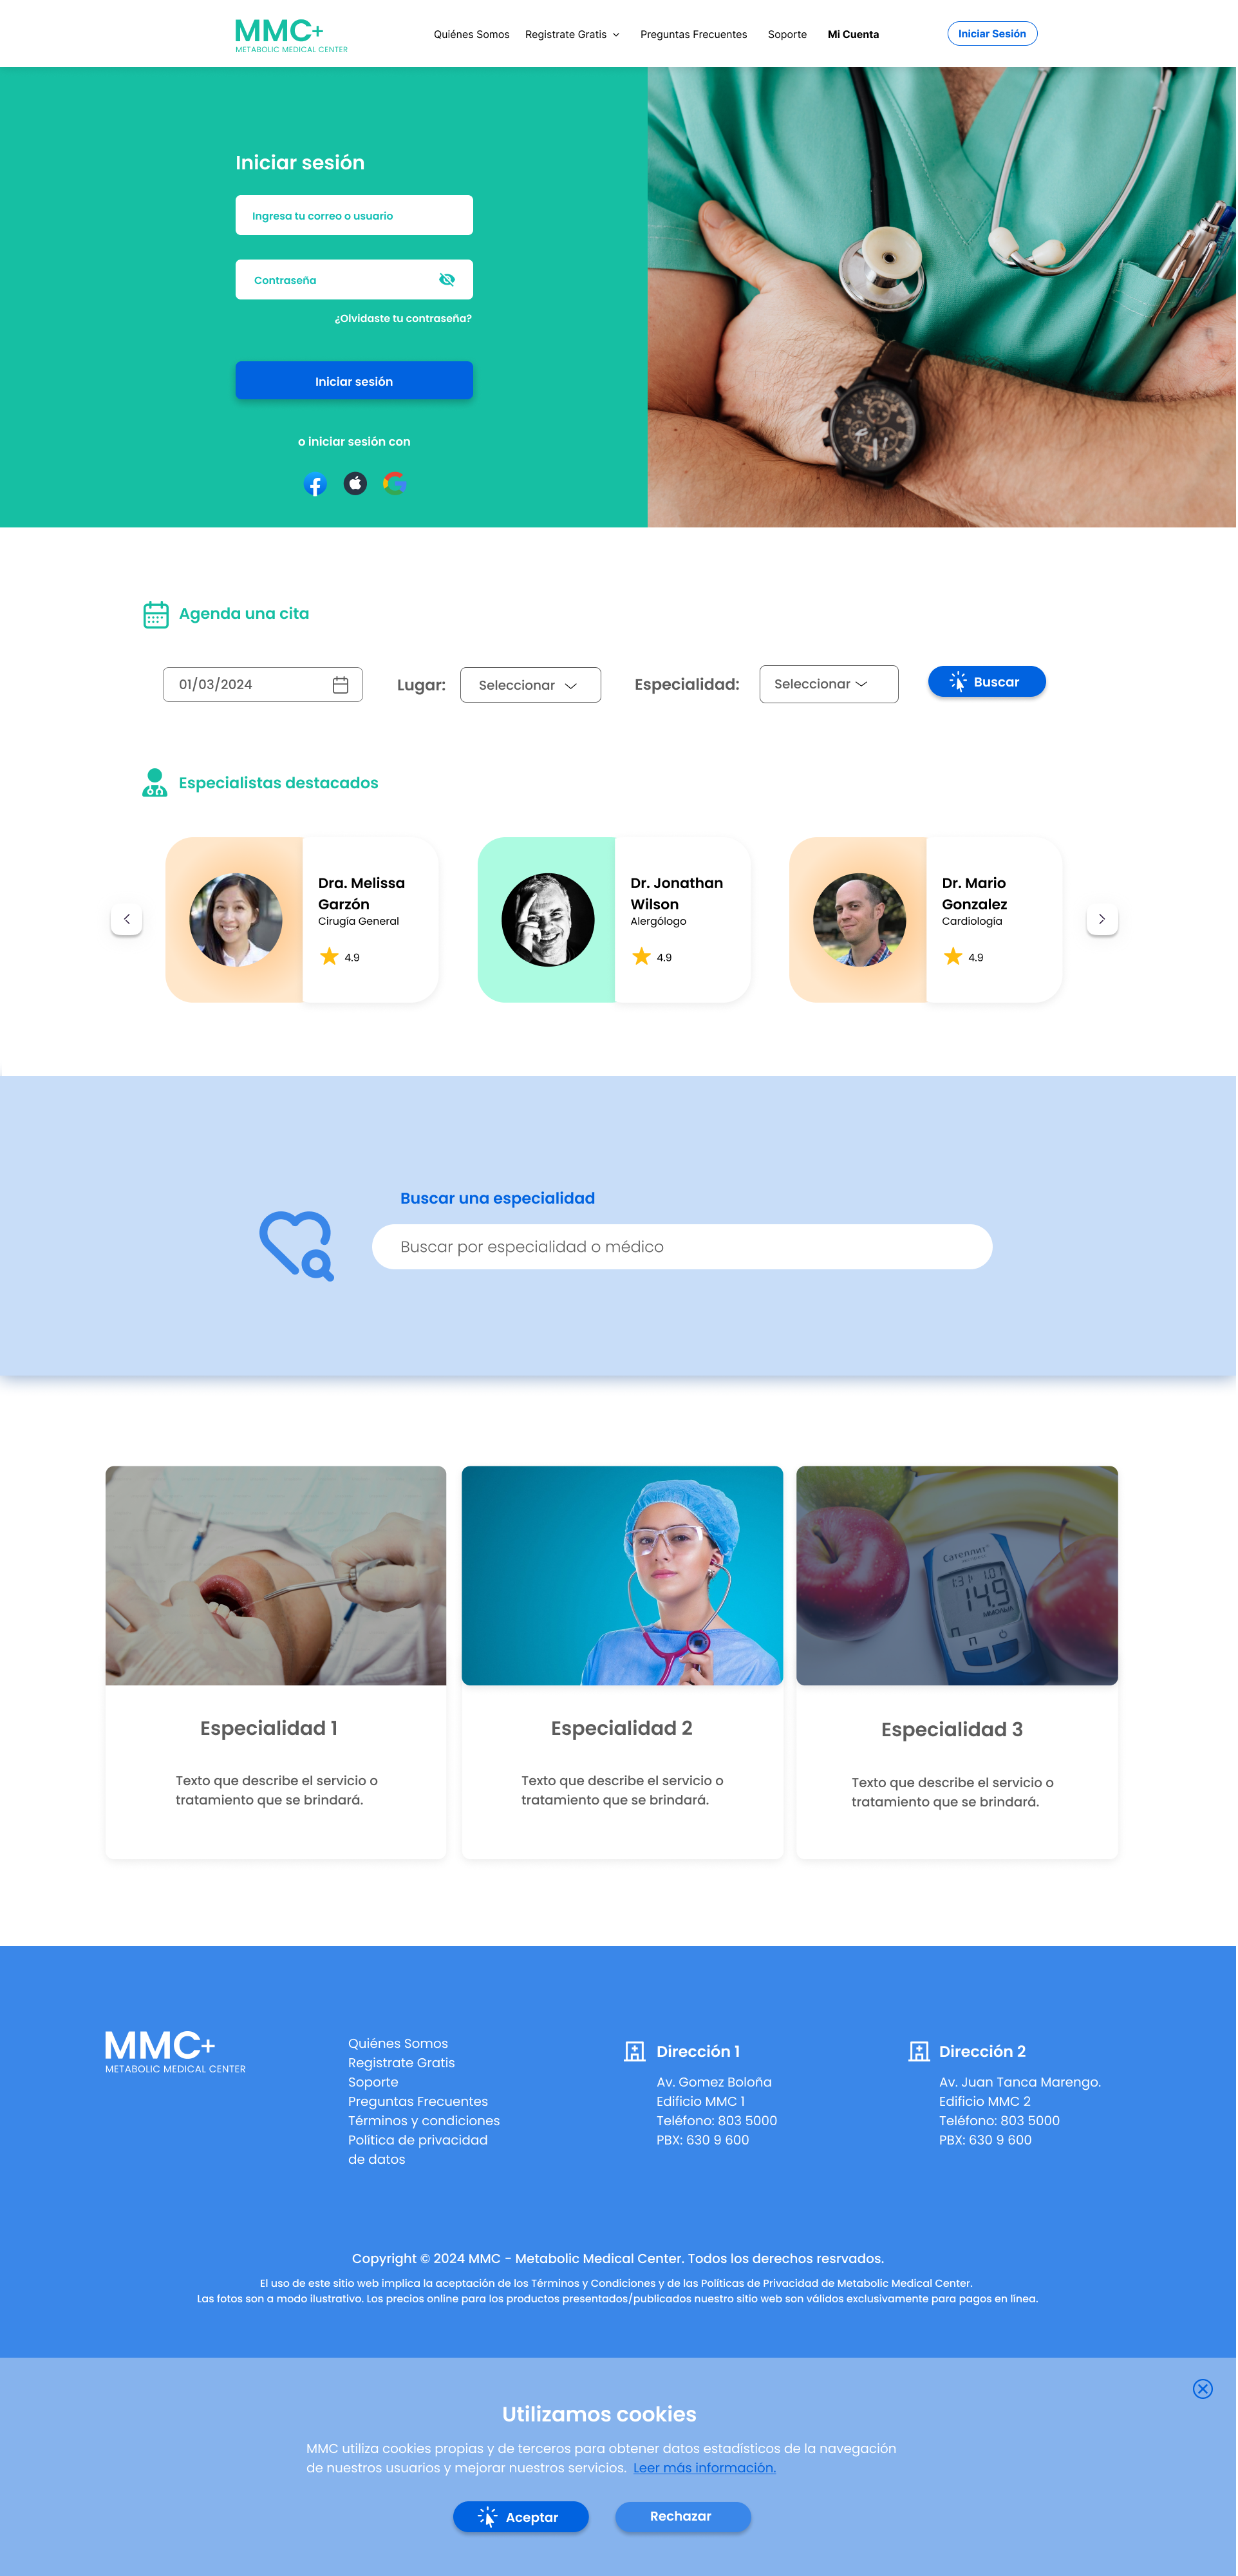 MMC+
METABOLIC MEDICAL CENTER
Quiénes Somos
Registrate Gratis
Preguntas Frecuentes
Soporte
Mi Cuenta
Iniciar Sesión
Iniciar sesión
Ingresa tu correo o usuario
Contraseña
¿Olvidaste tu contraseña?
Iniciar sesión
o iniciar sesión con
Agenda una cita
01/03/2024
Lugar:
Seleccionar
Especialidad:
Seleccionar
Buscar
Especialistas destacados
Dra. Melissa
Garzón
Cirugía General
4.9
Dr. Jonathan
Wilson
Alergólogo
4.9
Dr. Mario
Gonzalez
Cardiología
4.9
Buscar una especialidad
Buscar por especialidad o médico
Сателлит
1:31 1.01
14.9
ММОЛЬ/Л
Especialidad 1
Texto que describe el servicio o
tratamiento que se brindará.
Especialidad 2
Texto que describe el servicio o
tratamiento que se brindará.
Especialidad 3
Texto que describe el servicio o
tratamiento que se brindará.
MMC+
METABOLIC MEDICAL CENTER
Quiénes Somos
Registrate Gratis
Soporte
Preguntas Frecuentes
Términos y condiciones
Política de privacidad
de datos
Dirección 1
Av. Gomez Boloña
Edificio MMC 1
Teléfono: 803 5000
PBX: 630 9 600
Dirección 2
Av. Juan Tanca Marengo.
Edificio MMC 2
Teléfono: 803 5000
PBX: 630 9 600
Copyright © 2024 MMC - Metabolic Medical Center. Todos los derechos resrvados.
El uso de este sitio web implica la aceptación de los Términos y Condiciones y de las Políticas de Privacidad de Metabolic Medical Center.
Las fotos son a modo ilustrativo. Los precios online para los productos presentados/publicados nuestro sitio web son válidos exclusivamente para pagos en línea.
Utilizamos cookies
MMC utiliza cookies propias y de terceros para obtener datos estadísticos de la navegación
de nuestros usuarios y mejorar nuestros servicios. Leer más información.
Aceptar
Rechazar